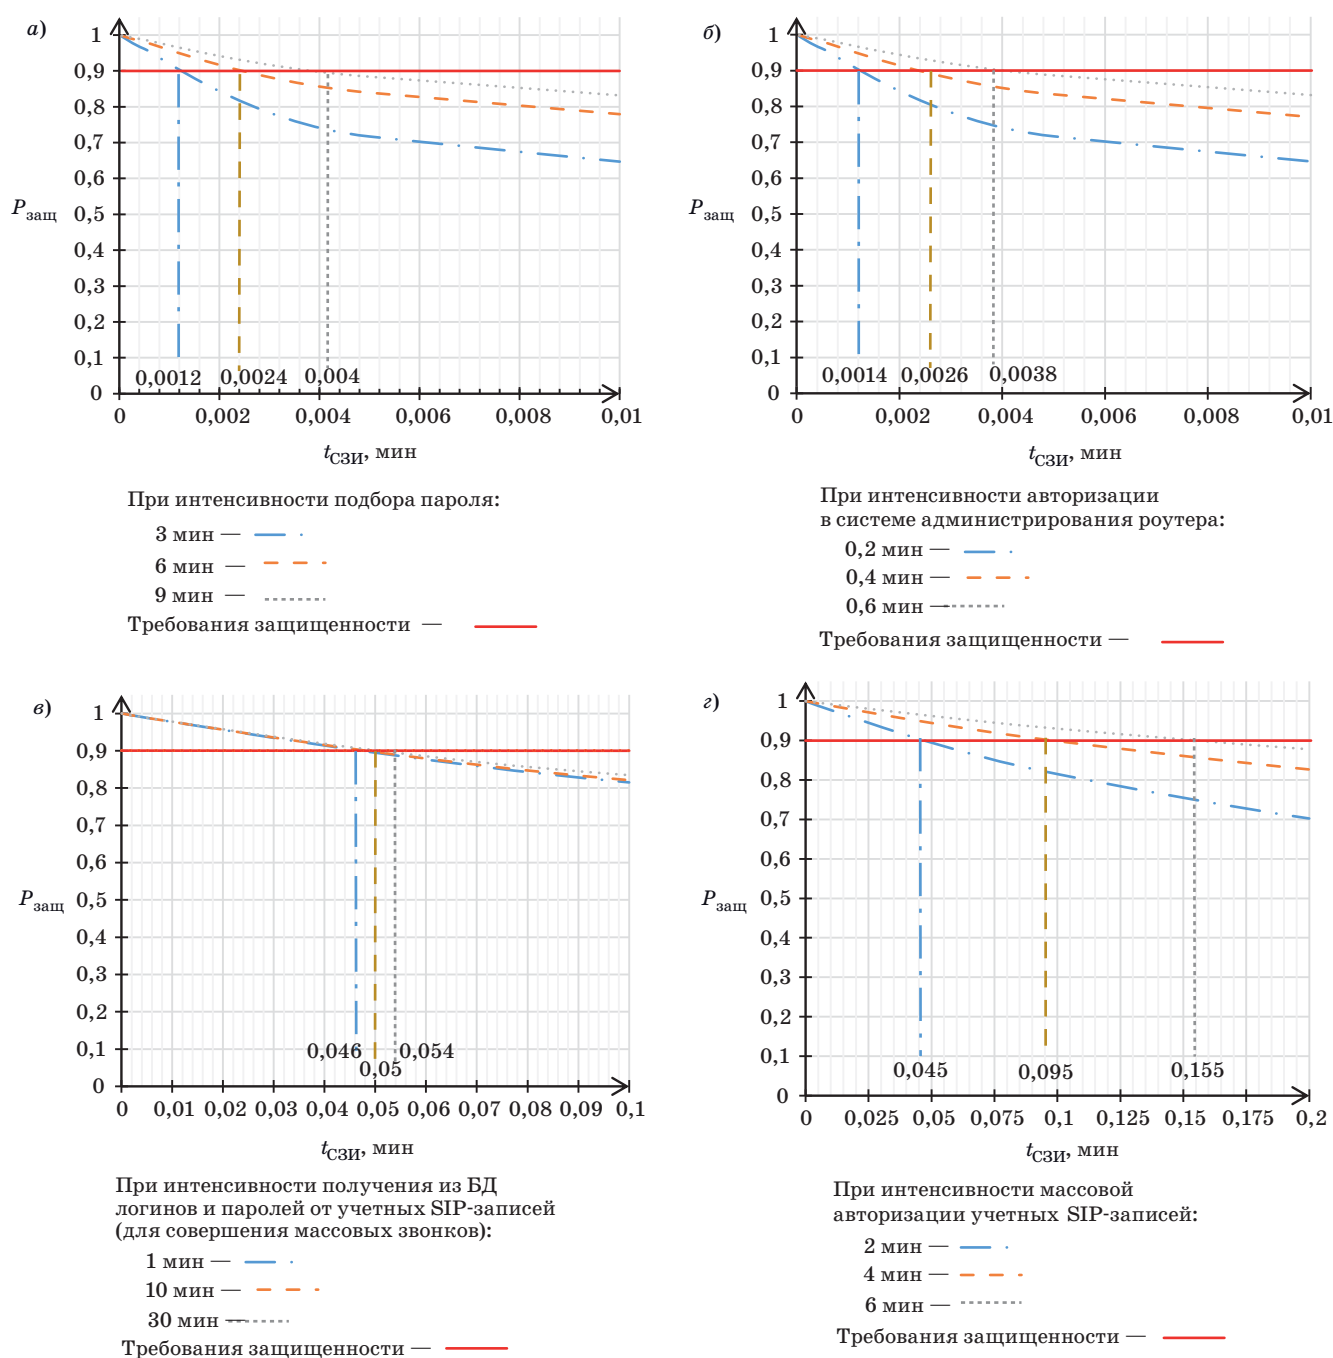 а)
1
0,9
0,8
0,7
0,6
Pзащ
0,5
0,4
0,3
0,2
0,1
0
0,0012
0,0024
0,004
0
0,002
0,004
0,006
0,008
0,01
tСЗИ, мин
При интенсивности подбора пароля:
3 мин —
6 мин —
9 мин —
Требования защищенности —
б)
1
0,9
0,8
0,7
0,6
Pзащ
0,5
0,4
0,3
0,2
0,1
0
0,0014
0,0026
0,0038
0
0,002
0,004
0,006
0,008
0,01
tСЗИ, мин
При интенсивности авторизации
в системе администрирования роутера:
0,2 мин —
0,4 мин —
0,6 мин —
Требования защищенности —
в)
1
0,9
0,8
0,7
0,6
Pзащ
0,5
0,4
0,3
0,2
0,1
0
0,046
0,05
0,054
0
0,01
0,02
0,03
0,04
0,05
0,06
0,07
0,08
0,09
0,1
tСЗИ, мин
При интенсивности получения из БД
логинов и паролей от учетных SIP-записей
(для совершения массовых звонков):
1 мин —
10 мин —
30 мин —
Требования защищенности —
г)
1
0,9
0,8
0,7
0,6
Pзащ
0,5
0,4
0,3
0,2
0,1
0
0,045
0,095
0,155
0
0,025
0,05
0,075
0,1
0,125
0,15
0,175
0,2
tСЗИ, мин
При интенсивности массовой
авторизации учетных SIP-записей:
2 мин —
4 мин —
6 мин —
Требования защищенности —